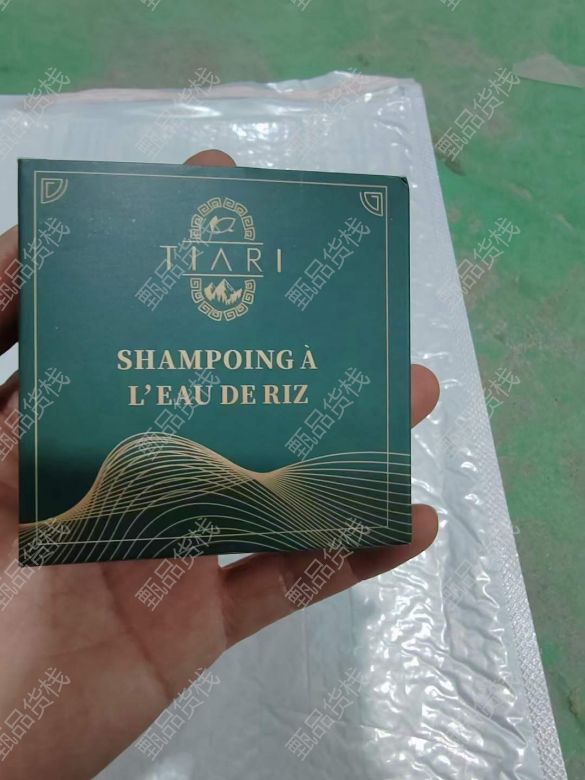 TIARI
SHAMPOING À
L'EAU DE RIZ
甄品货栈